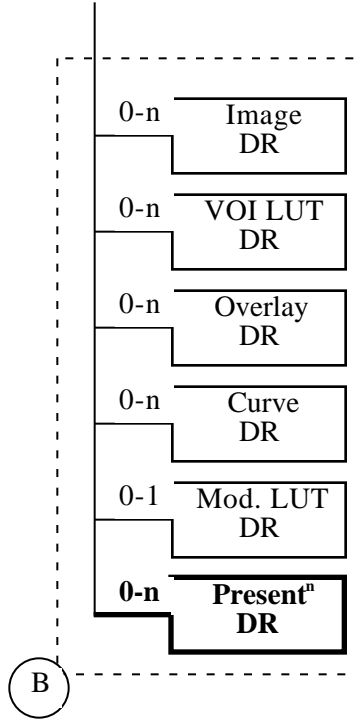 0-n Image
DR
0-n VOI LUT
DR
0-n Overlay
DR
0-n Curve
DR
0-1 Mod. LUT
DR
0-n Presentⁿ
DR
B